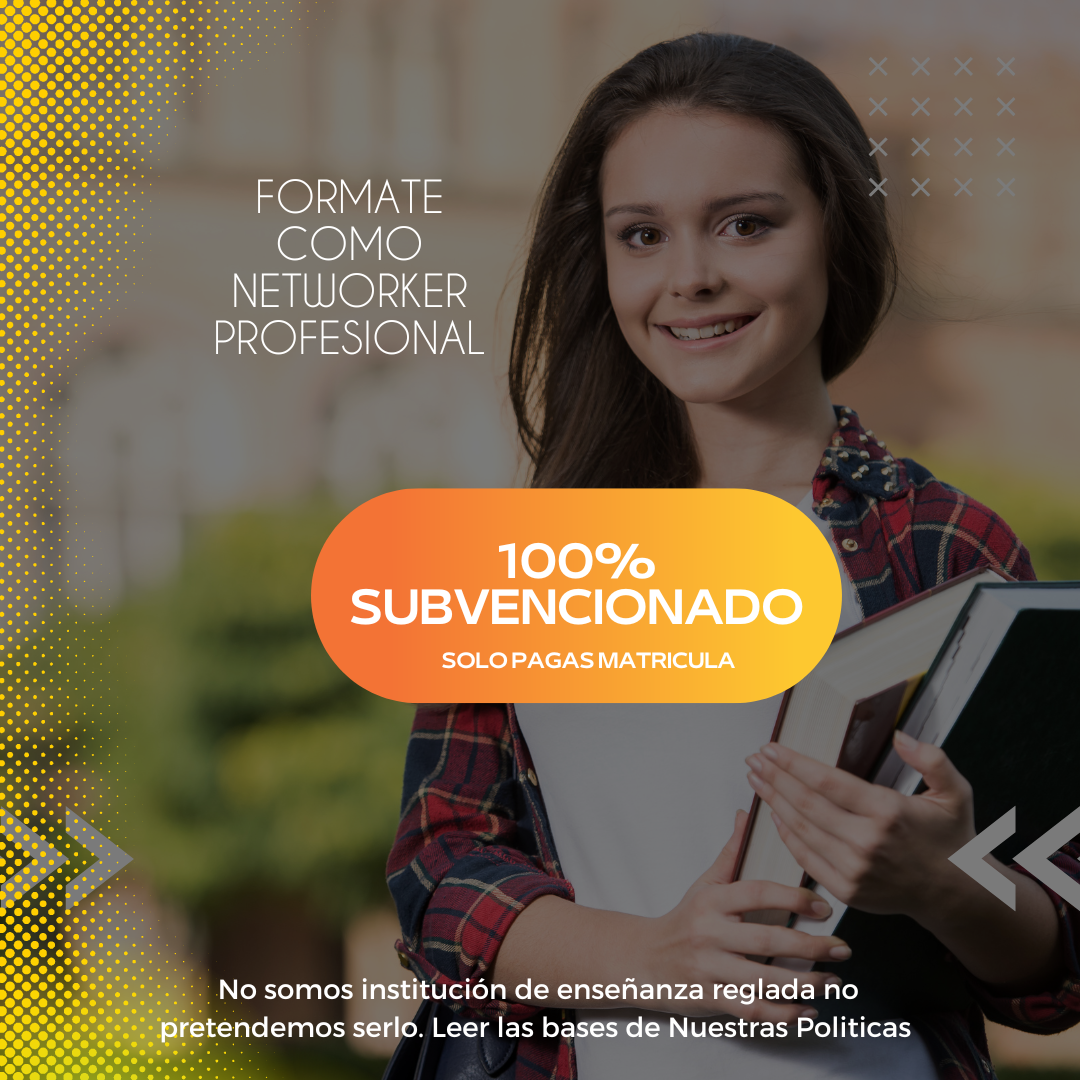 FORMATE
COMO
NETWORKER
PROFESIONAL
100%
SUBVENCIONADO
SOLO PAGAS MATRICULA
No somos institución de enseñanza reglada no
pretendemos serlo. Leer las bases de Nuestras Politicas